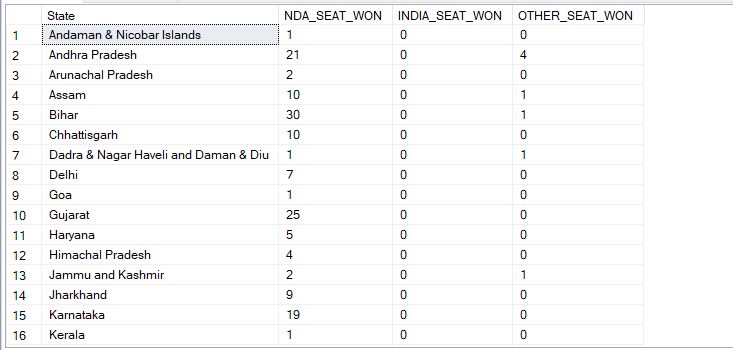 State NDA_SEAT_WON INDIA_SEAT_WON OTHER_SEAT_WON
1 Andaman & Nicobar Islands 1 0 0
2 Andhra Pradesh 21 0 4
3 Arunachal Pradesh 2 0 0
4 Assam 10 0 1
5 Bihar 30 0 1
6 Chhattisgarh 10 0 0
7 Dadra & Nagar Haveli and Daman & Diu 1 0 1
8 Delhi 7 0 0
9 Goa 1 0 0
10 Gujarat 25 0 0
11 Haryana 5 0 0
12 Himachal Pradesh 4 0 0
13 Jammu and Kashmir 2 0 1
14 Jharkhand 9 0 0
15 Karnataka 19 0 0
16 Kerala 1 0 0